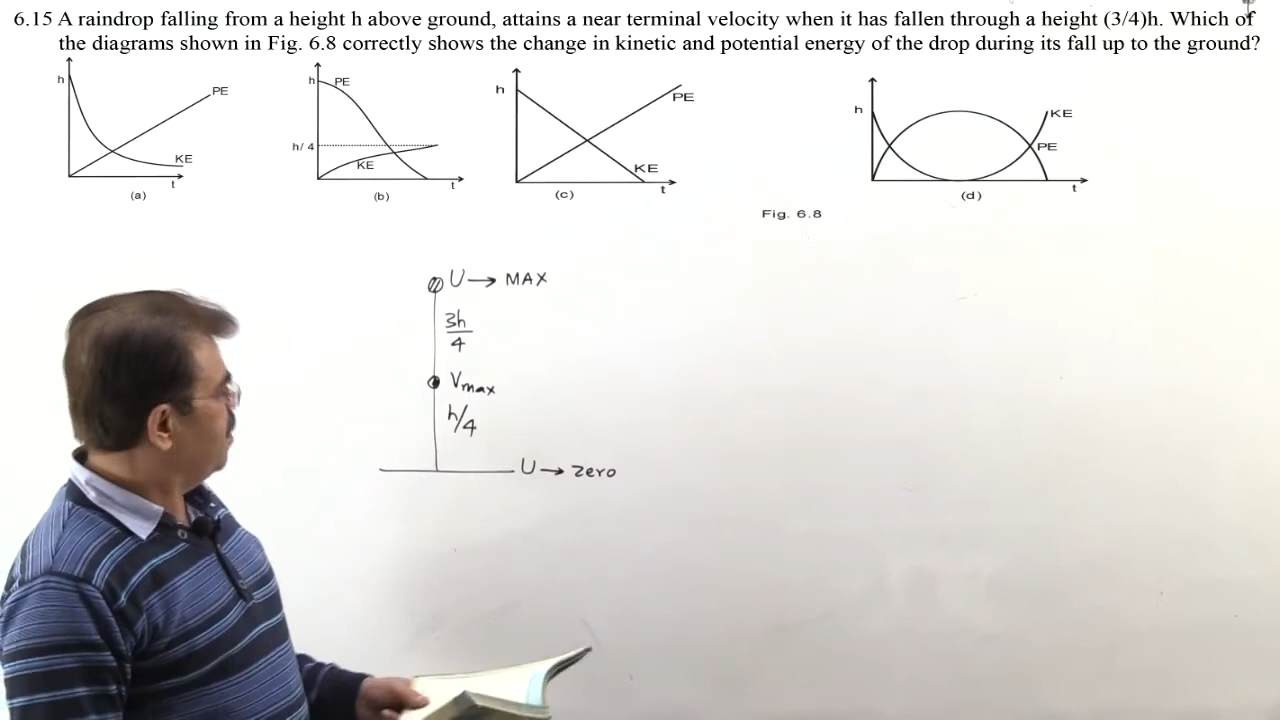 6.15 A raindrop falling from a height h above ground, attains a near terminal velocity when it has fallen through a height (3/4)h. Which of
the diagrams shown in Fig. 6.8 correctly shows the change in kinetic and potential energy of the drop during its fall up to the ground?
h PE KE t (a)
h PE h/4 KE t (b)
h PE KE t (c)
h KE PE t (d)
Fig. 6.8
U → MAX
3h/4
Vmax
h/4
U → zero